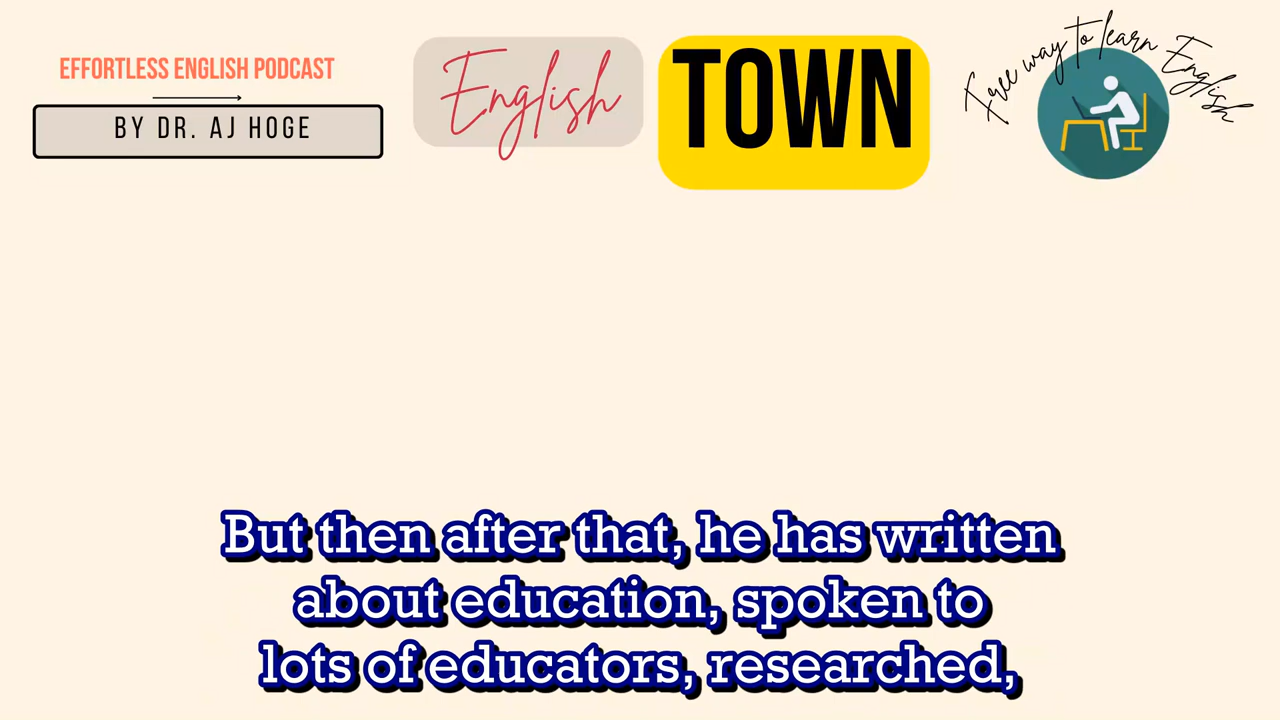 EFFORTLESS ENGLISH PODCAST
BY DR. AJ HOGE
English
TOWN
Free way to learn English
But then after that, he has written
about education, spoken to
lots of educators, researched,